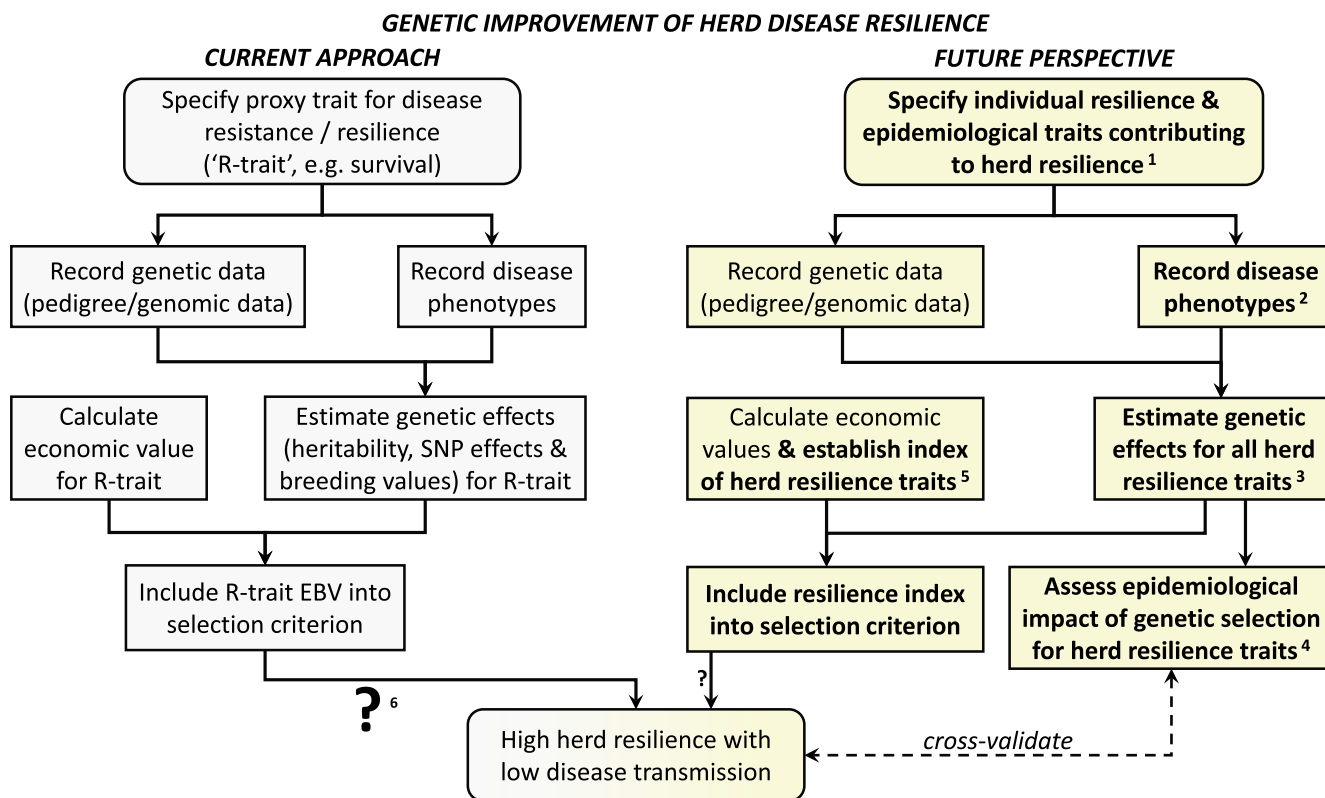 GENETIC IMPROVEMENT OF HERD DISEASE RESILIENCE
CURRENT APPROACH
Specify proxy trait for disease
resistance / resilience
(‘R-trait’, e.g. survival)
Record genetic data
(pedigree/genomic data)
Record disease
phenotypes
Calculate
economic value
for R-trait
Estimate genetic effects
(heritability, SNP effects &
breeding values) for R-trait
Include R-trait EBV into
selection criterion
? 6
FUTURE PERSPECTIVE
Specify individual resilience &
epidemiological traits contributing
to herd resilience 1
Record genetic data
(pedigree/genomic data)
Record disease
phenotypes 2
Calculate economic
values & establish index
of herd resilience traits 5
Estimate genetic
effects for all herd
resilience traits 3
Include resilience index
into selection criterion
Assess epidemiological
impact of genetic selection
for herd resilience traits 4
?
High herd resilience with
low disease transmission
cross-validate